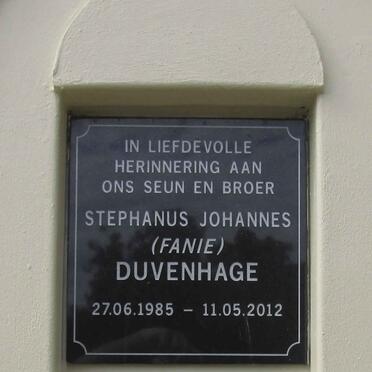 IN LIEFDEVOLLE
HERINNERING AAN
ONS SEUN EN BROER
STEPHANUS JOHANNES
(FANIE)
DUVENHAGE
27.06.1985 – 11.05.2012